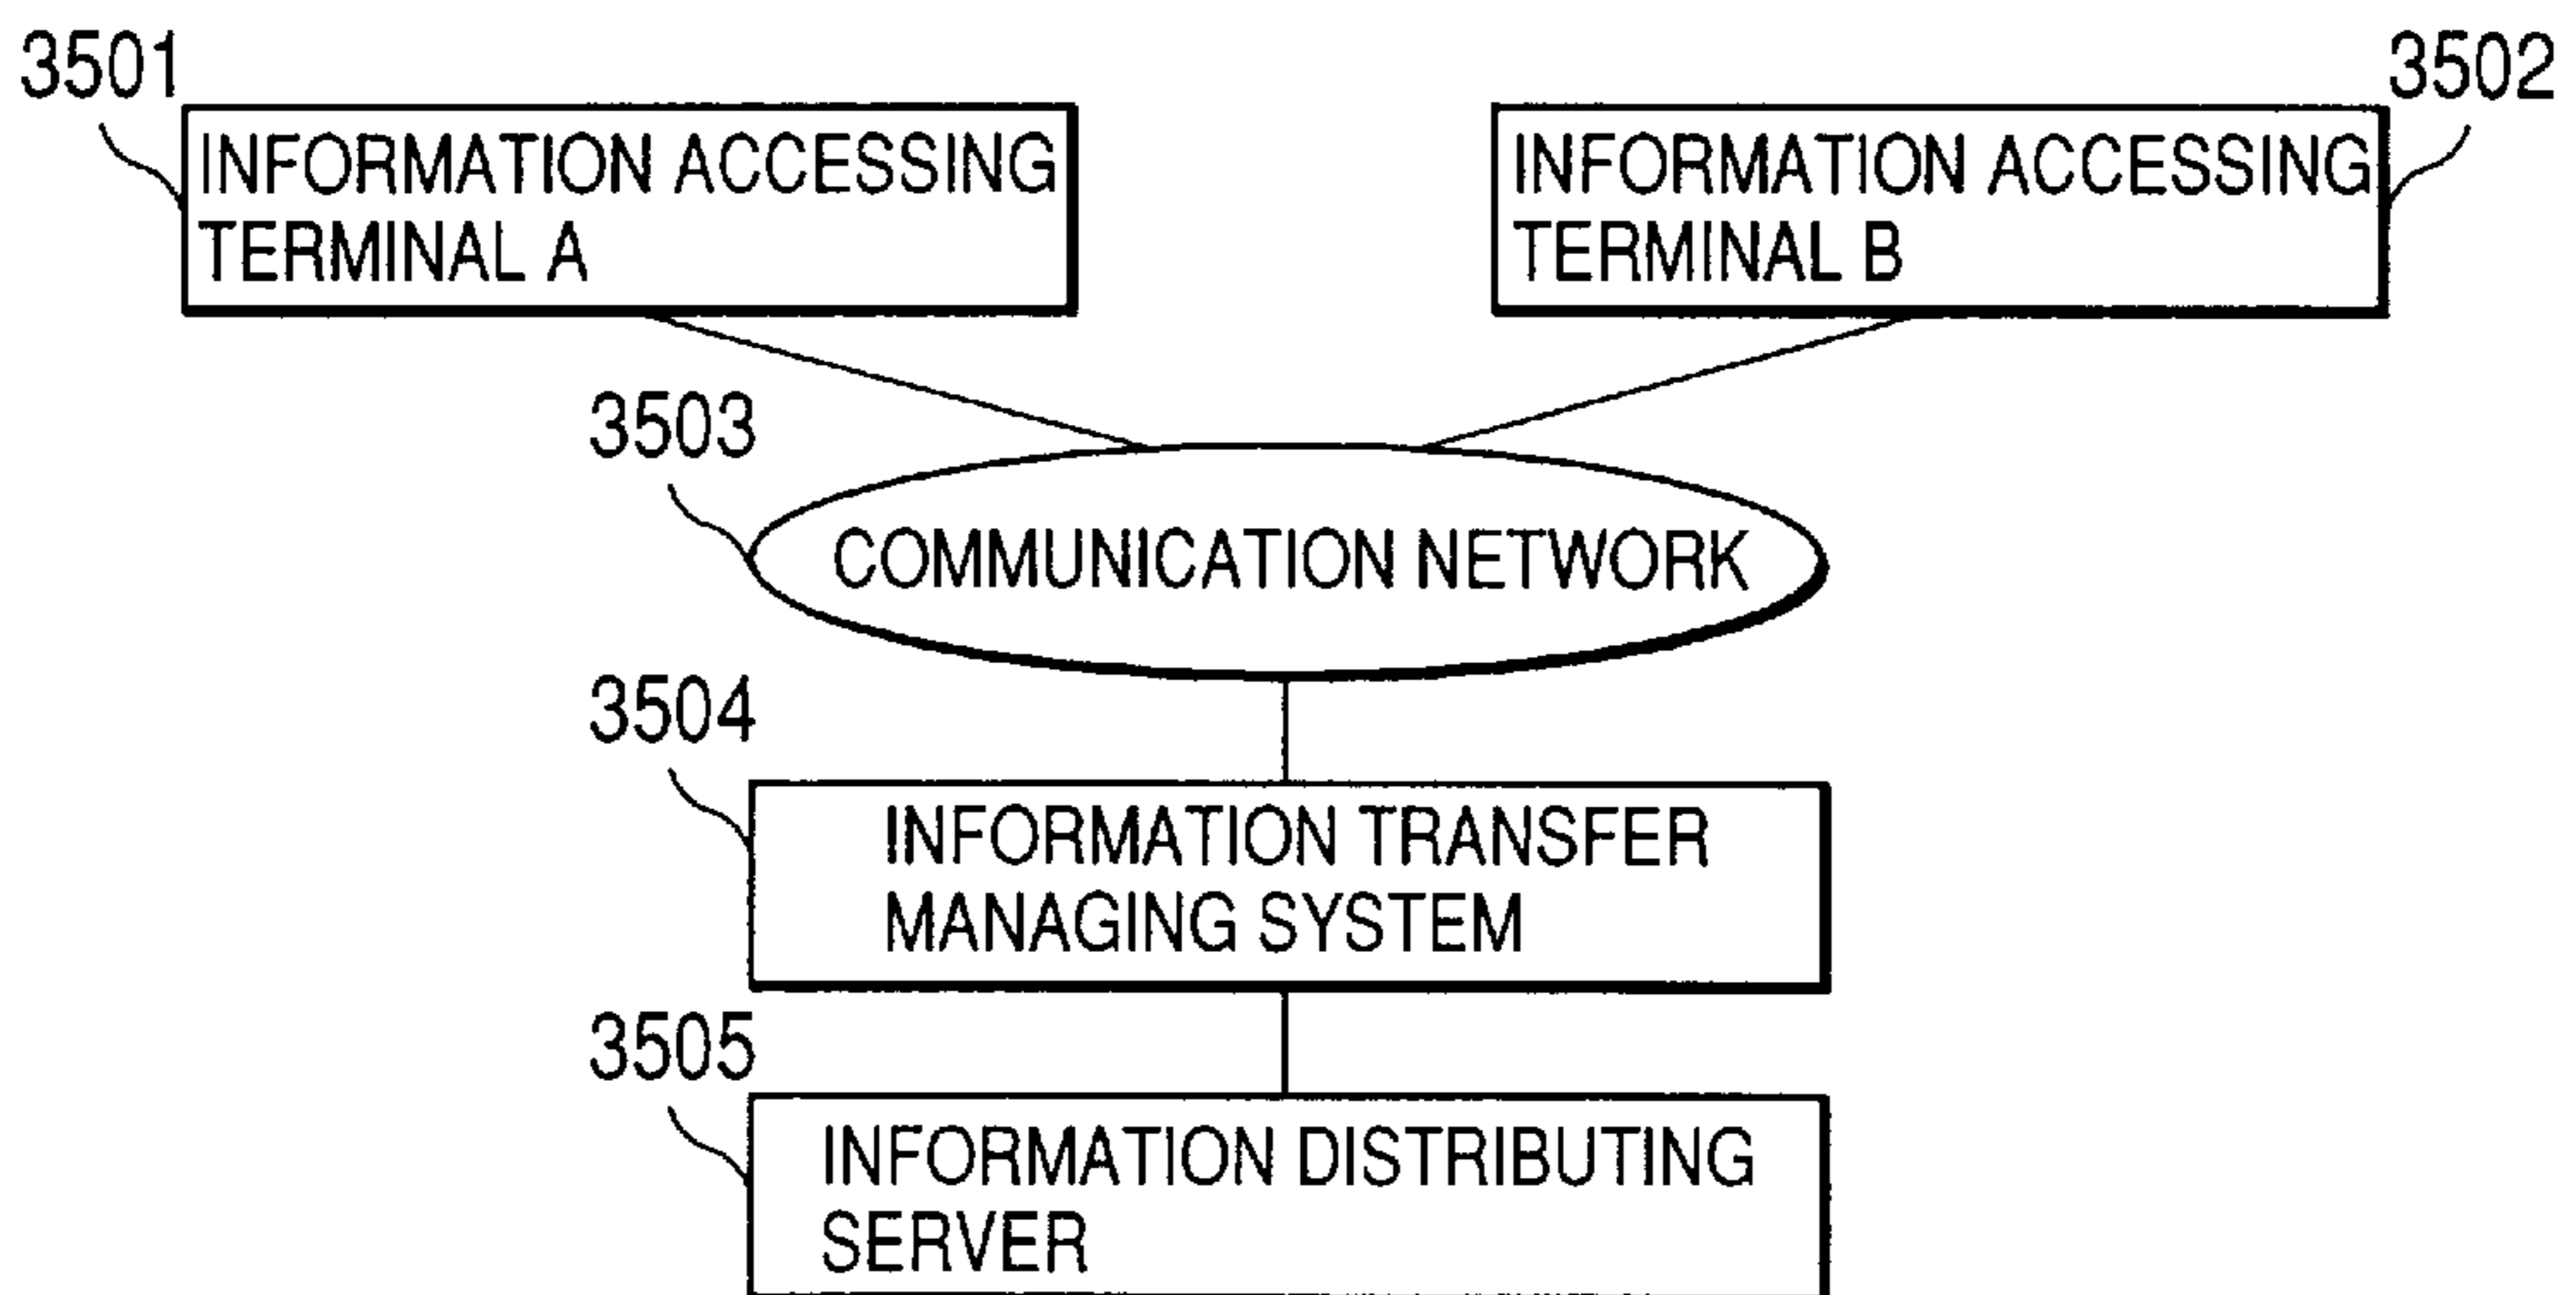 3501
3502
INFORMATION ACCESSING
TERMINAL A
INFORMATION ACCESSING
TERMINAL B
3503
COMMUNICATION NETWORK
3504
INFORMATION TRANSFER
MANAGING SYSTEM
3505
INFORMATION DISTRIBUTING
SERVER